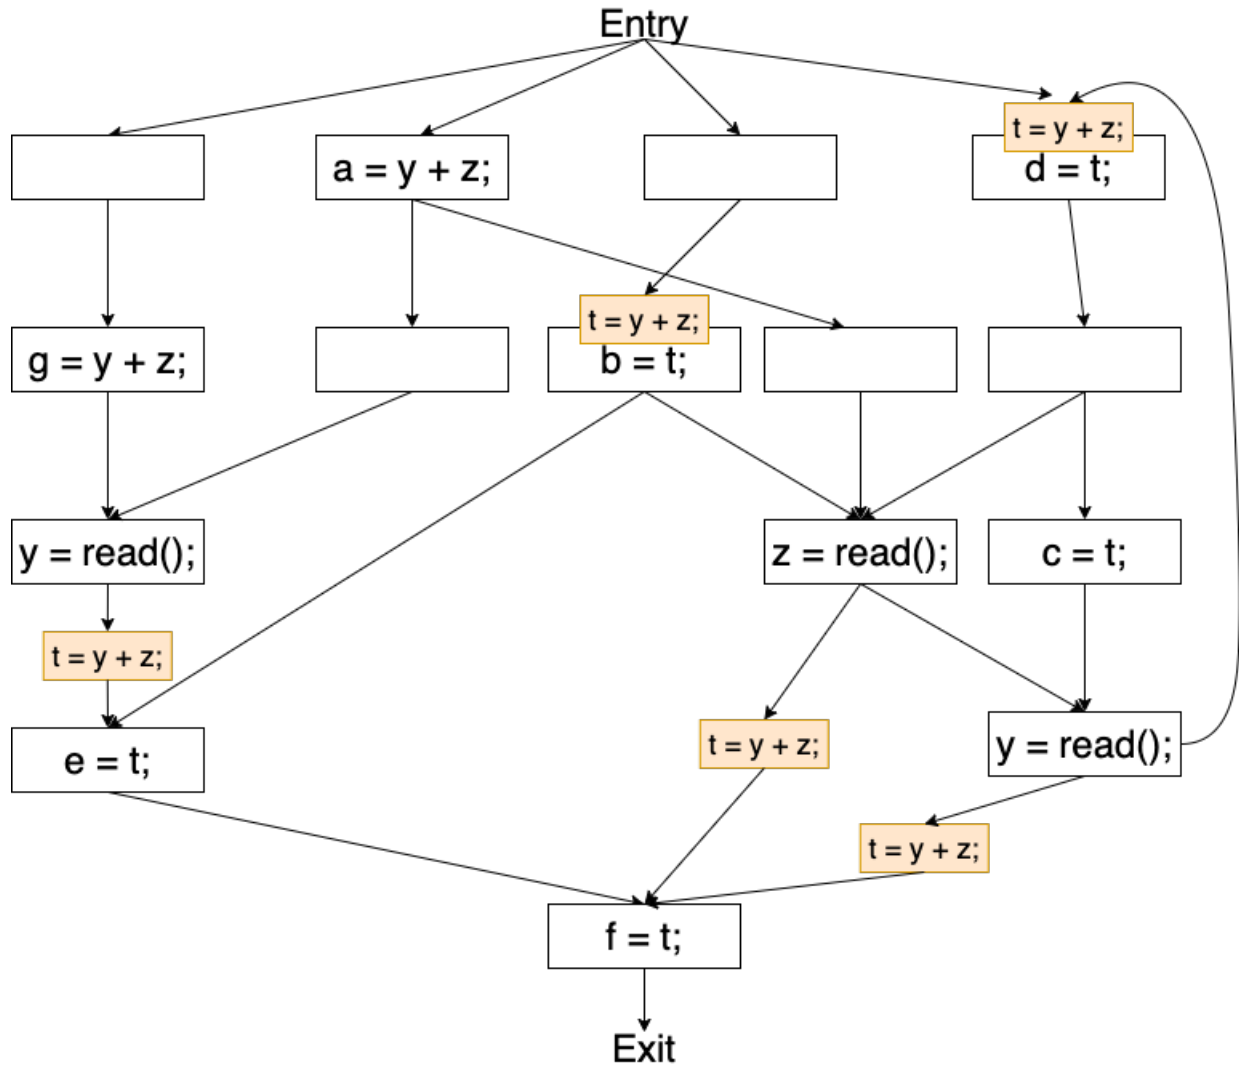 Entry
t = y + z;
a = y + z;
d = t;
t = y + z;
g = y + z;
b = t;
y = read();
z = read();
c = t;
t = y + z;
e = t;
t = y + z;
y = read();
t = y + z;
f = t;
Exit